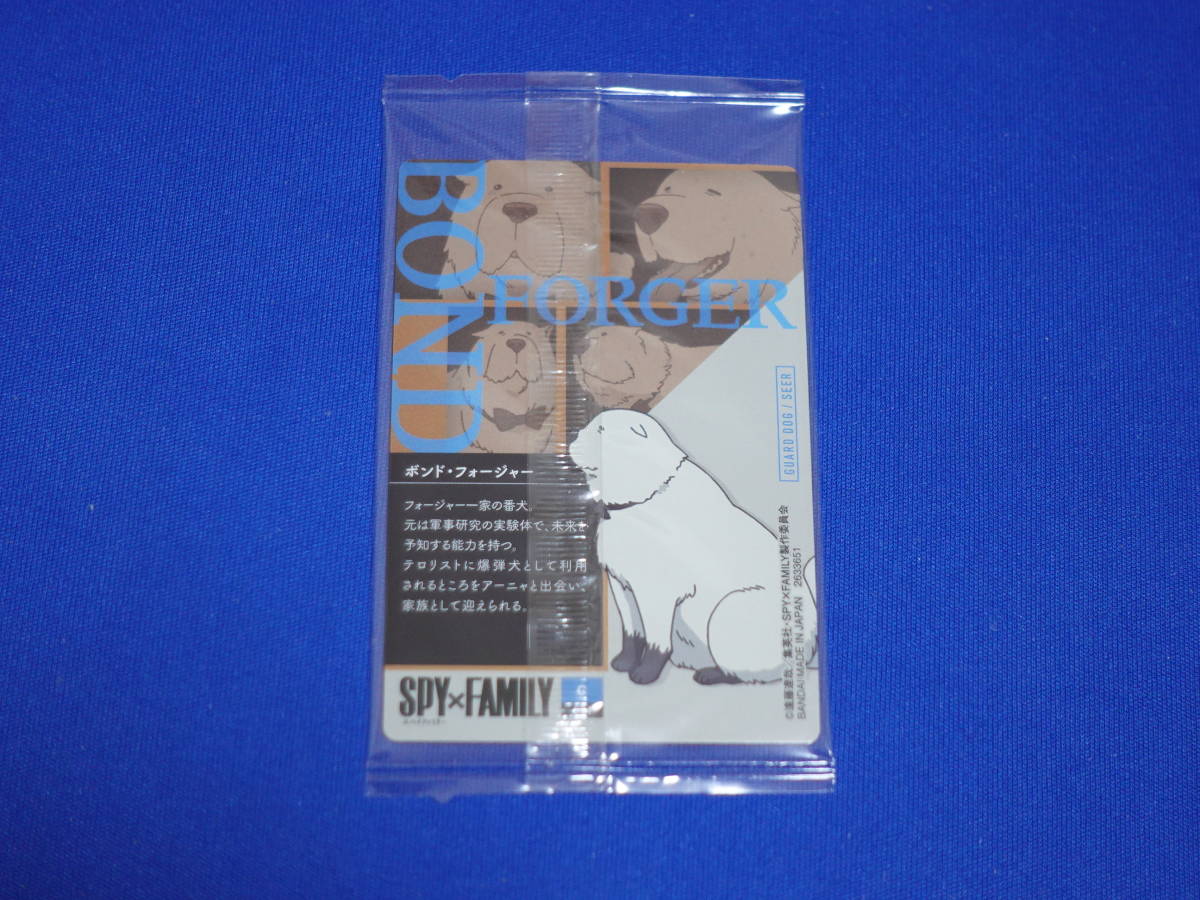 BOND
FORGER
GUARD DOG / SEER
ボンド・フォージャー
フォージャー一家の番犬。
元は軍事研究の実験体で、未来を
予知する能力を持つ。
テロリストに爆弾犬として利用
されるところをアーニャと出会い、
家族として迎えられる。
SPY×FAMILY
©遠藤達哉/集英社・SPY×FAMILY製作委員会
BANDAI MADE IN JAPAN 2633651